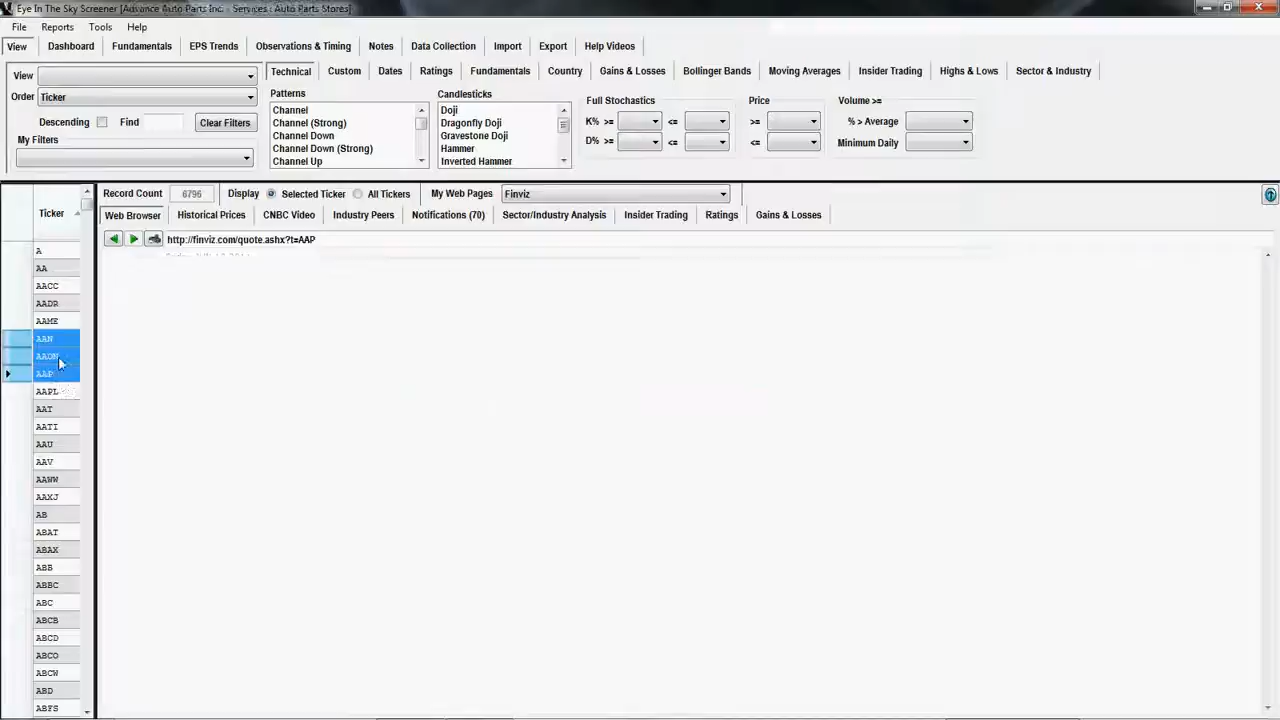 Eye In The Sky Screener [Advance Auto Parts Inc. - Services : Auto Parts Stores]
File Reports Tools Help
View Dashboard Fundamentals EPS Trends Observations & Timing Notes Data Collection Import Export Help Videos
View Technical Custom Dates Ratings Fundamentals Country Gains & Losses Bollinger Bands Moving Averages Insider Trading Highs & Lows Sector & Industry
Order Ticker Patterns Candlesticks Full Stochastics Price Volume >=
Descending Find Clear Filters
My Filters
Channel
Channel (Strong)
Channel Down
Channel Down (Strong)
Channel Up
Doji
Dragonfly Doji
Gravestone Doji
Hammer
Inverted Hammer
K% >= <= >= % > Average
D% >= <= <= Minimum Daily
Record Count 6796 Display Selected Ticker All Tickers My Web Pages Finviz
Web Browser Historical Prices CNBC Video Industry Peers Notifications (70) Sector/Industry Analysis Insider Trading Ratings Gains & Losses
http://finviz.com/quote.ashx?t=AAP
Ticker
A
AA
AACC
AADR
AAME
AAN
AAON
AAP
AAPL
AAT
AATI
AAU
AAV
AAWW
AAXJ
AB
ABAT
ABAX
ABB
ABBC
ABC
ABCB
ABCD
ABCO
ABCW
ABD
ABFS